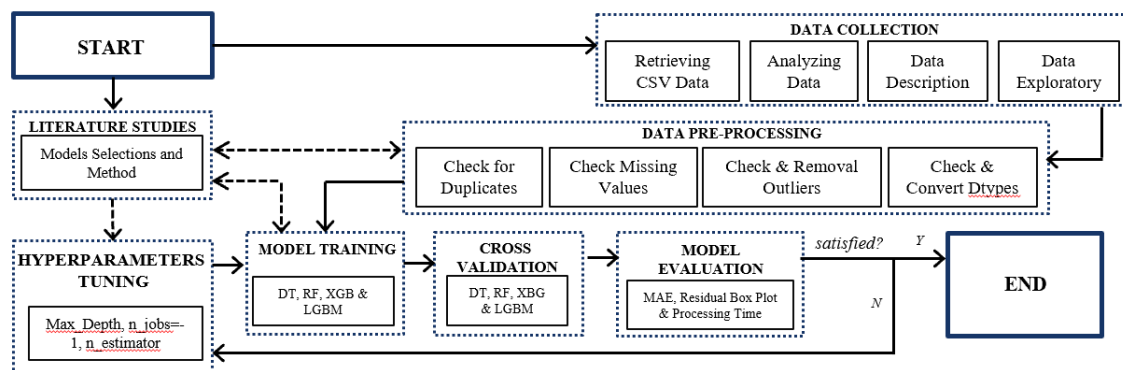 START
DATA COLLECTION
Retrieving
CSV Data
Analyzing
Data
Data
Description
Data
Exploratory
LITERATURE STUDIES
Models Selections and
Method
DATA PRE-PROCESSING
Check for
Duplicates
Check Missing
Values
Check & Removal
Outliers
Check &
Convert Dtypes
HYPERPARAMETERS
TUNING
Max_Depth, n_jobs=-
1, n_estimator
MODEL TRAINING
DT, RF, XGB &
LGBM
CROSS
VALIDATION
DT, RF, XBG
& LGBM
MODEL
EVALUATION
MAE, Residual Box Plot
& Processing Time
satisfied?
Y
N
END